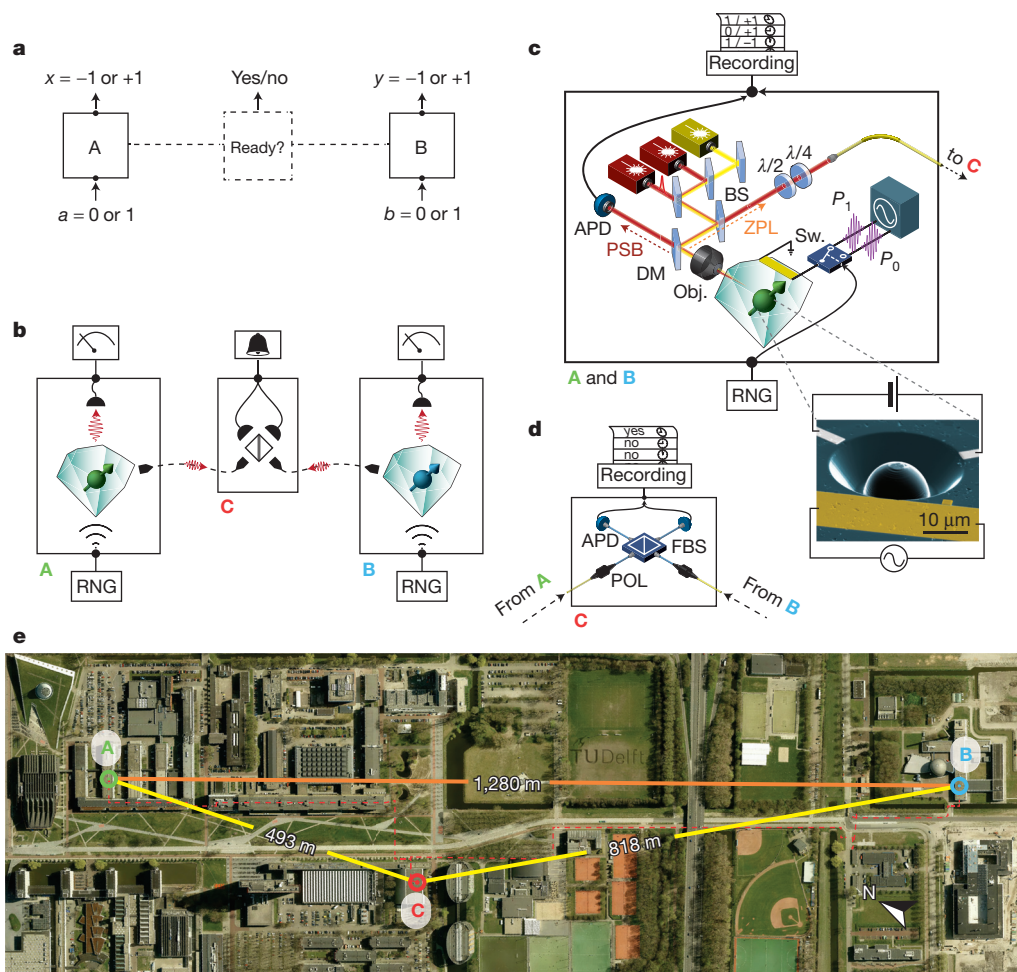 a
x = −1 or +1
Yes/no
y = −1 or +1
A
Ready?
B
a = 0 or 1
b = 0 or 1
b
A
RNG
C
B
RNG
c
1 / +1
0 / +1
1 / −1
Recording
λ/2
λ/4
to C
BS
APD
PSB
ZPL
DM
Obj.
Sw.
P1
P0
A and B
RNG
10 μm
d
yes
no
no
Recording
APD
FBS
POL
From A
From B
C
e
A
B
1,280 m
TUDelft
493 m
818 m
C
N